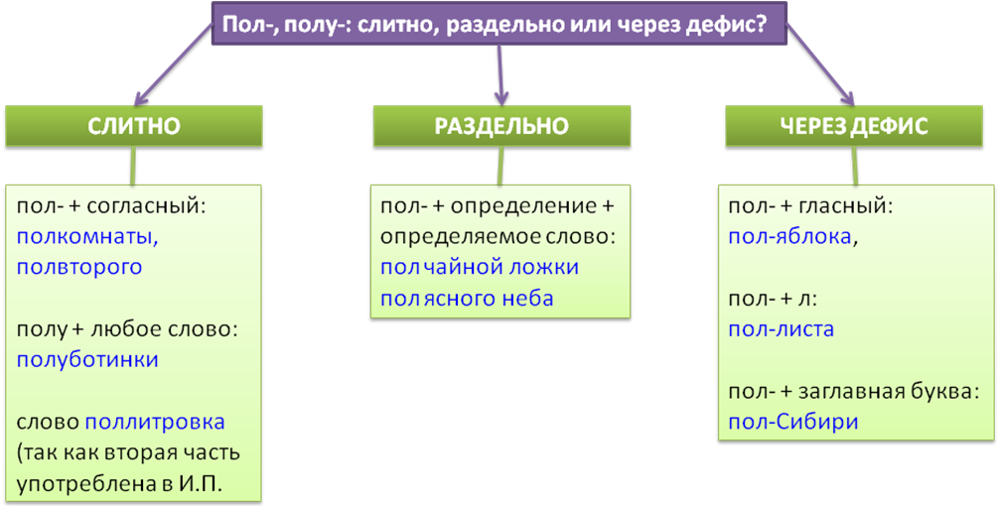 Пол-, полу-: слитно, раздельно или через дефис?
СЛИТНО
пол- + согласный:
полкомнаты,
полвторого
полу + любое слово:
полуботинки
слово поллитровка
(так как вторая часть
употреблена в И.П.
РАЗДЕЛЬНО
пол- + определение +
определяемое слово:
пол чайной ложки
пол ясного неба
ЧЕРЕЗ ДЕФИС
пол- + гласный:
пол-яблока,
пол- + л:
пол-листа
пол- + заглавная буква:
пол-Сибири